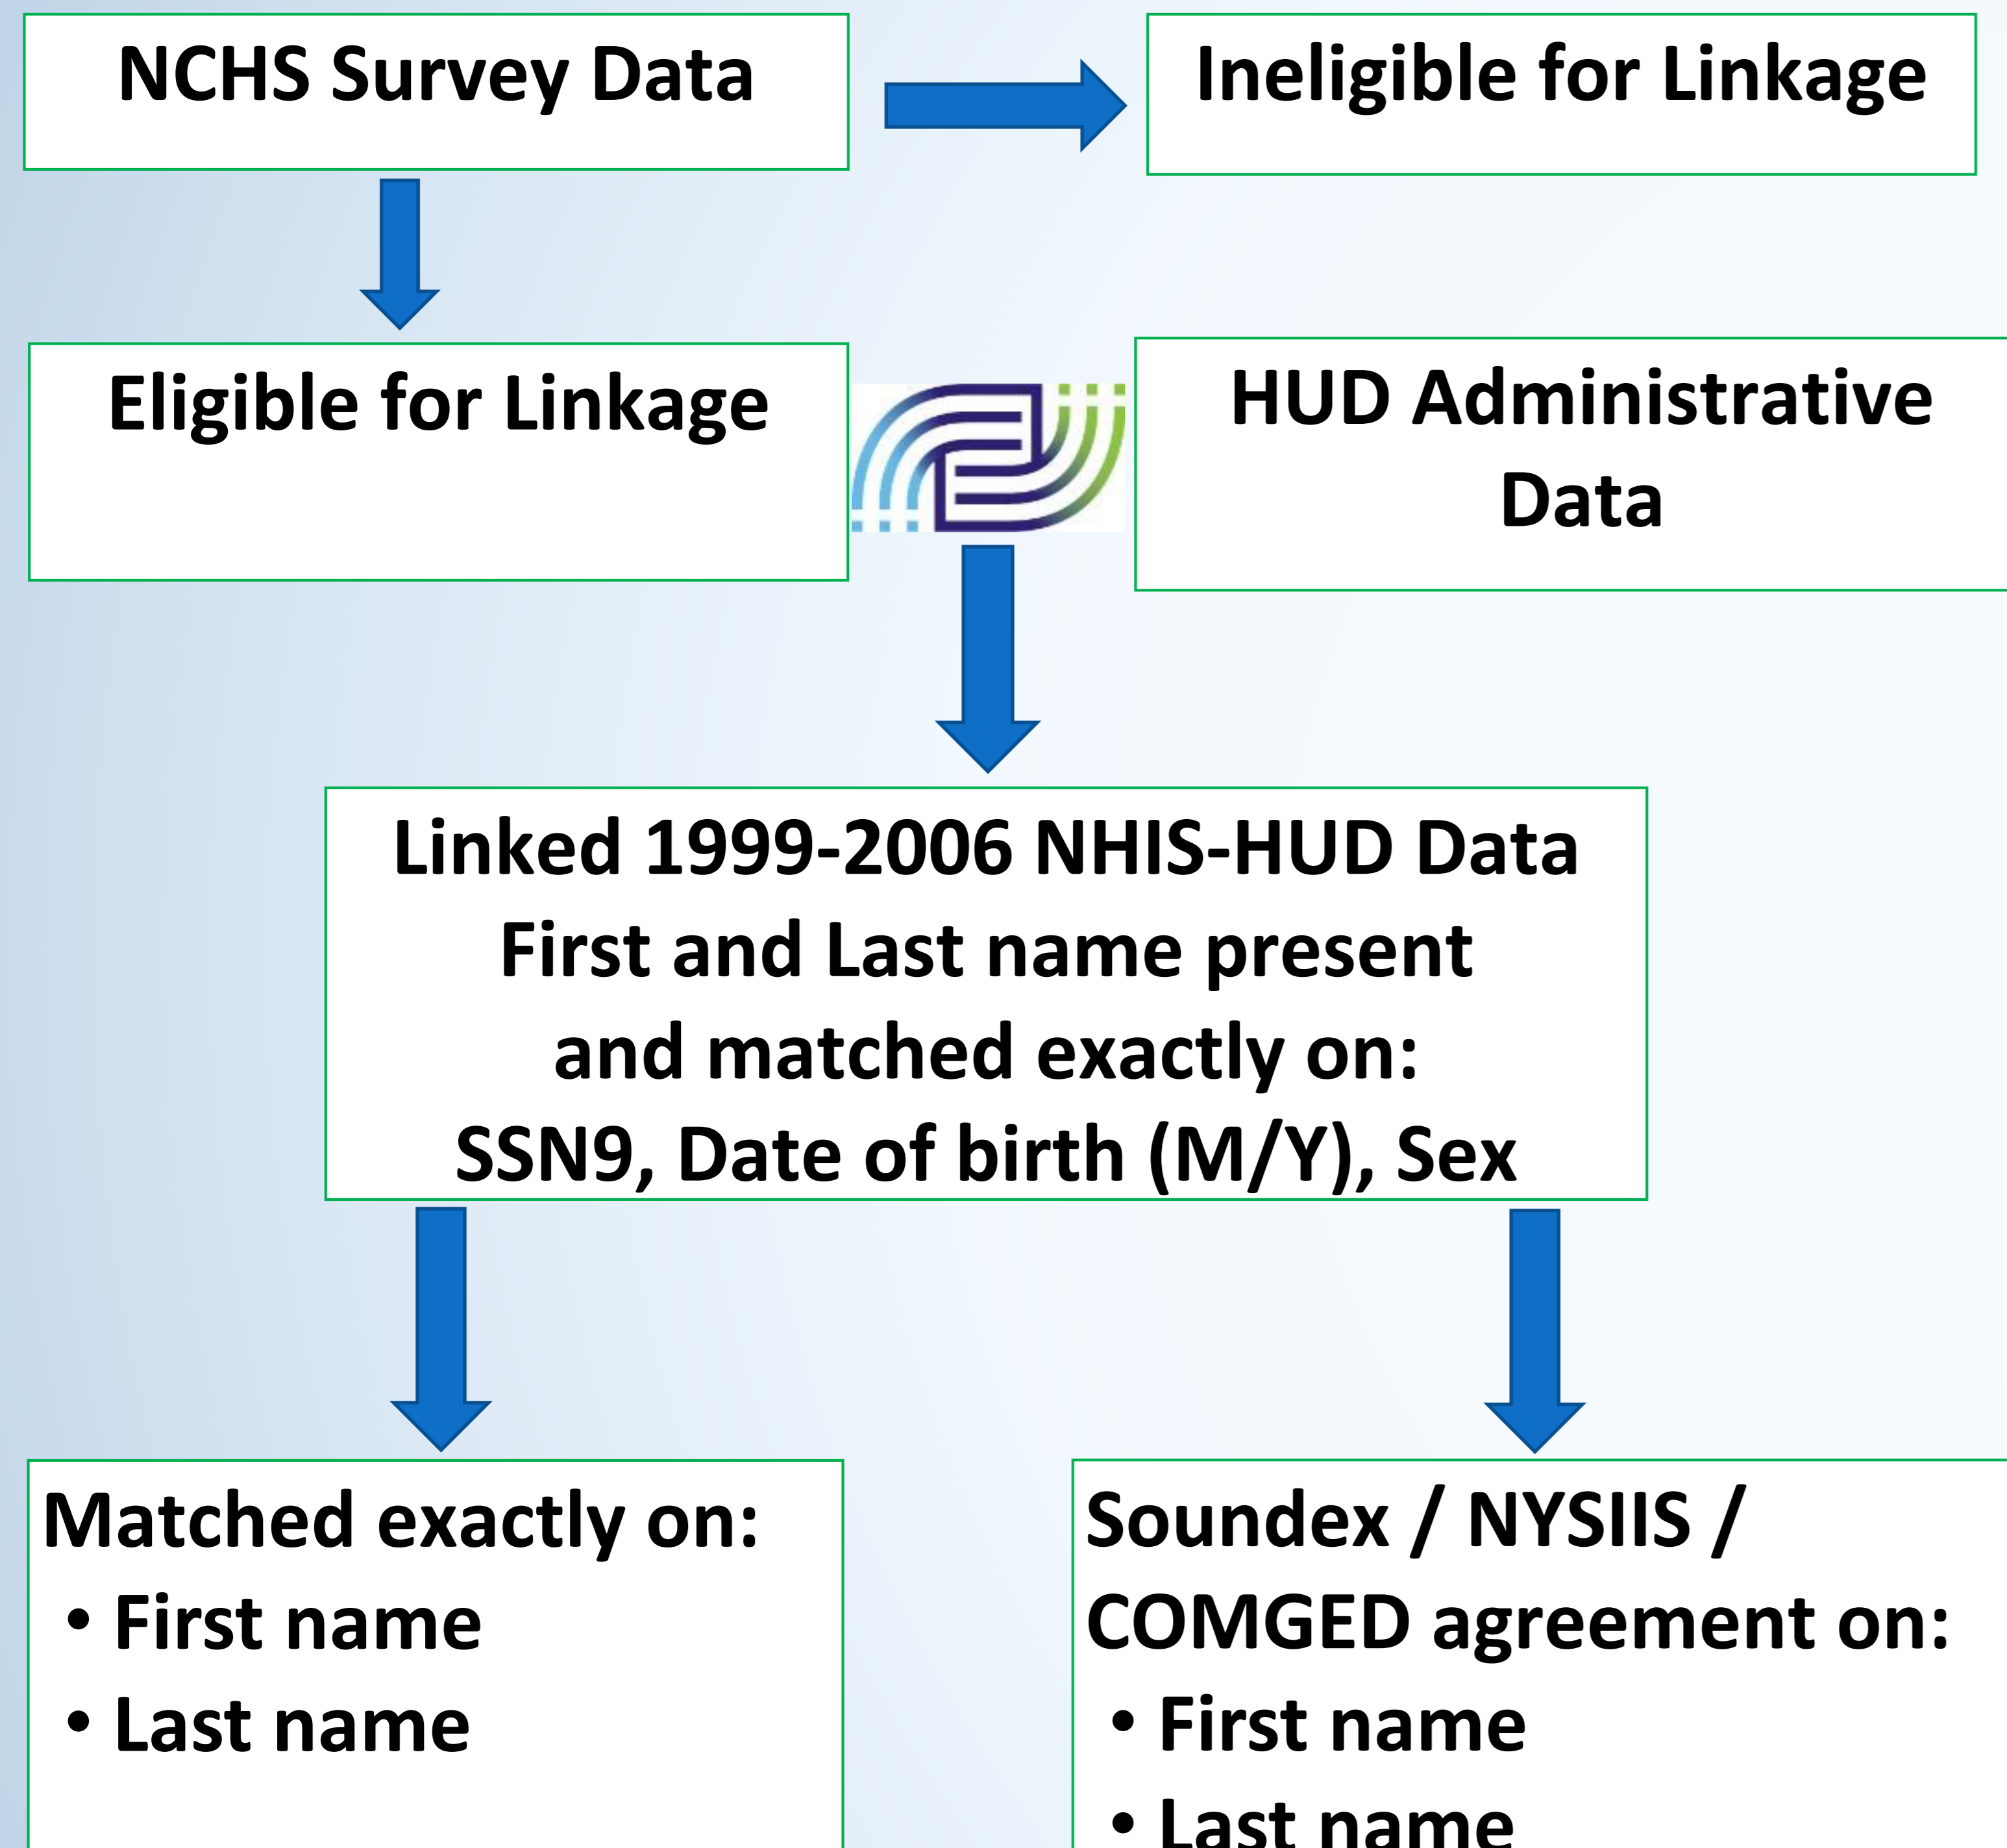 NCHS Survey Data
Ineligible for Linkage
Eligible for Linkage
HUD Administrative
Data
Linked 1999-2006 NHIS-HUD Data
First and Last name present
and matched exactly on:
SSN9, Date of birth (M/Y), Sex
Matched exactly on:
• First name
• Last name
Soundex / NYSIIS /
COMGED agreement on:
• First name
• Last name